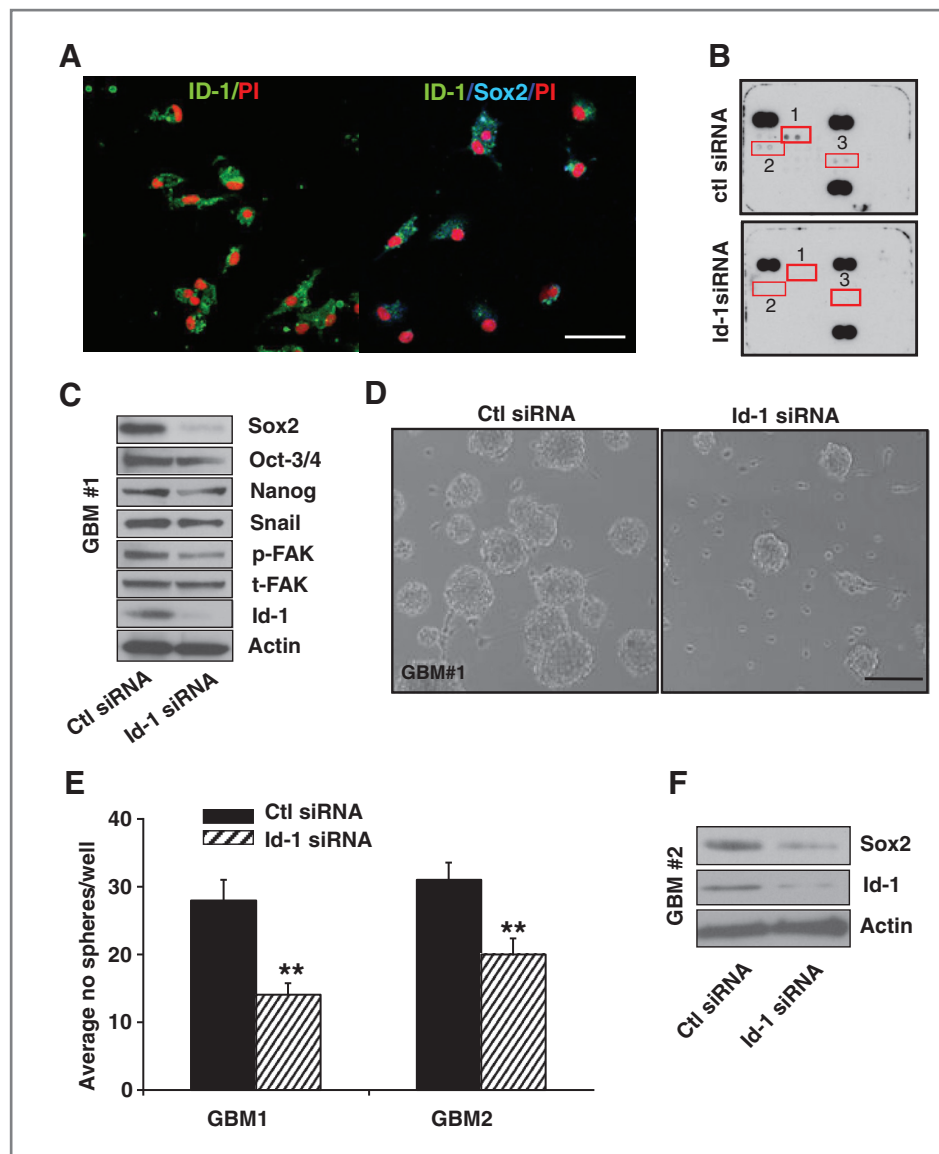 A
ID-1/PI
ID-1/Sox2/PI
B
ctl siRNA
1
2
3
Id-1siRNA
1
2
3
C
GBM #1
Sox2
Oct-3/4
Nanog
Snail
p-FAK
t-FAK
Id-1
Actin
Ctl siRNA
Id-1 siRNA
D
Ctl siRNA
Id-1 siRNA
GBM#1
E
Ctl siRNA
Id-1 siRNA
Average no spheres/well
40
30
20
10
0
**
**
GBM1
GBM2
F
GBM #2
Sox2
Id-1
Actin
Ctl siRNA
Id-1 siRNA